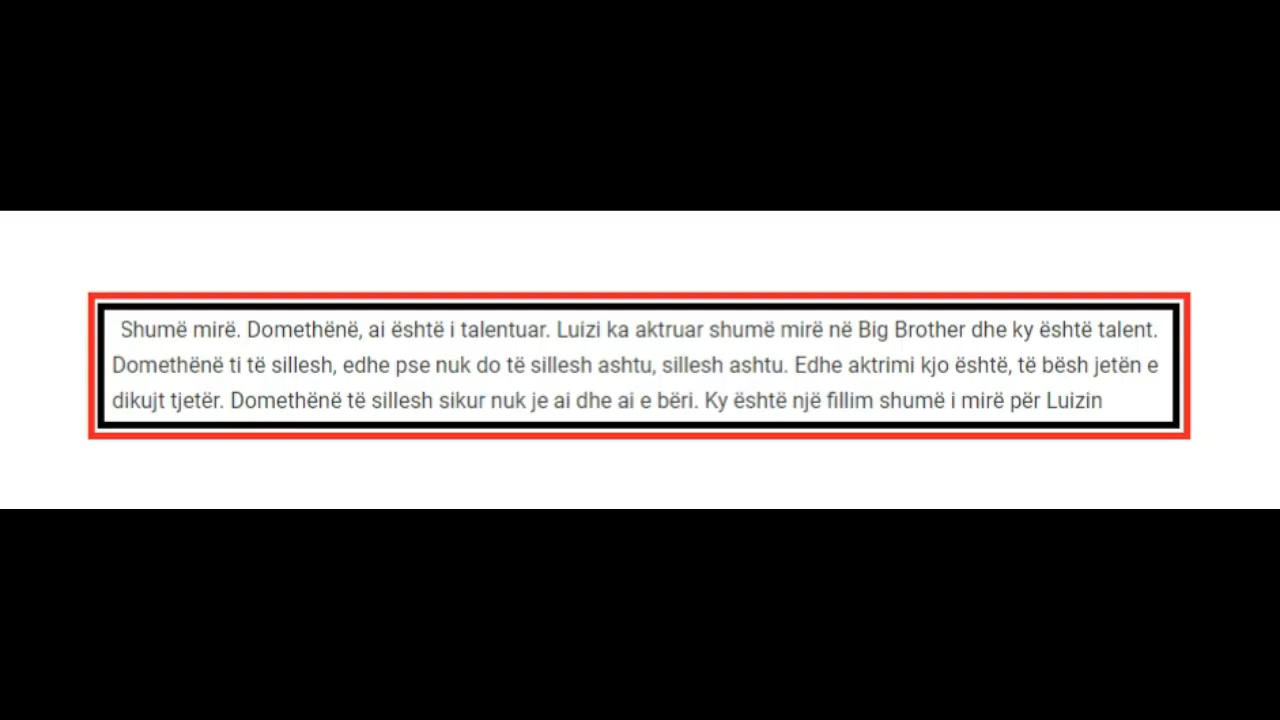 Shumë mirë. Domethënë, ai është i talentuar. Luizi ka aktruar shumë mirë në Big Brother dhe ky është talent.
Domethënë ti të sillesh, edhe pse nuk do të sillesh ashtu, sillesh ashtu. Edhe aktrimi kjo është, të bësh jetën e
dikujt tjetër. Domethënë të sillesh sikur nuk je ai dhe ai e bëri. Ky është një fillim shumë i mirë për Luizin